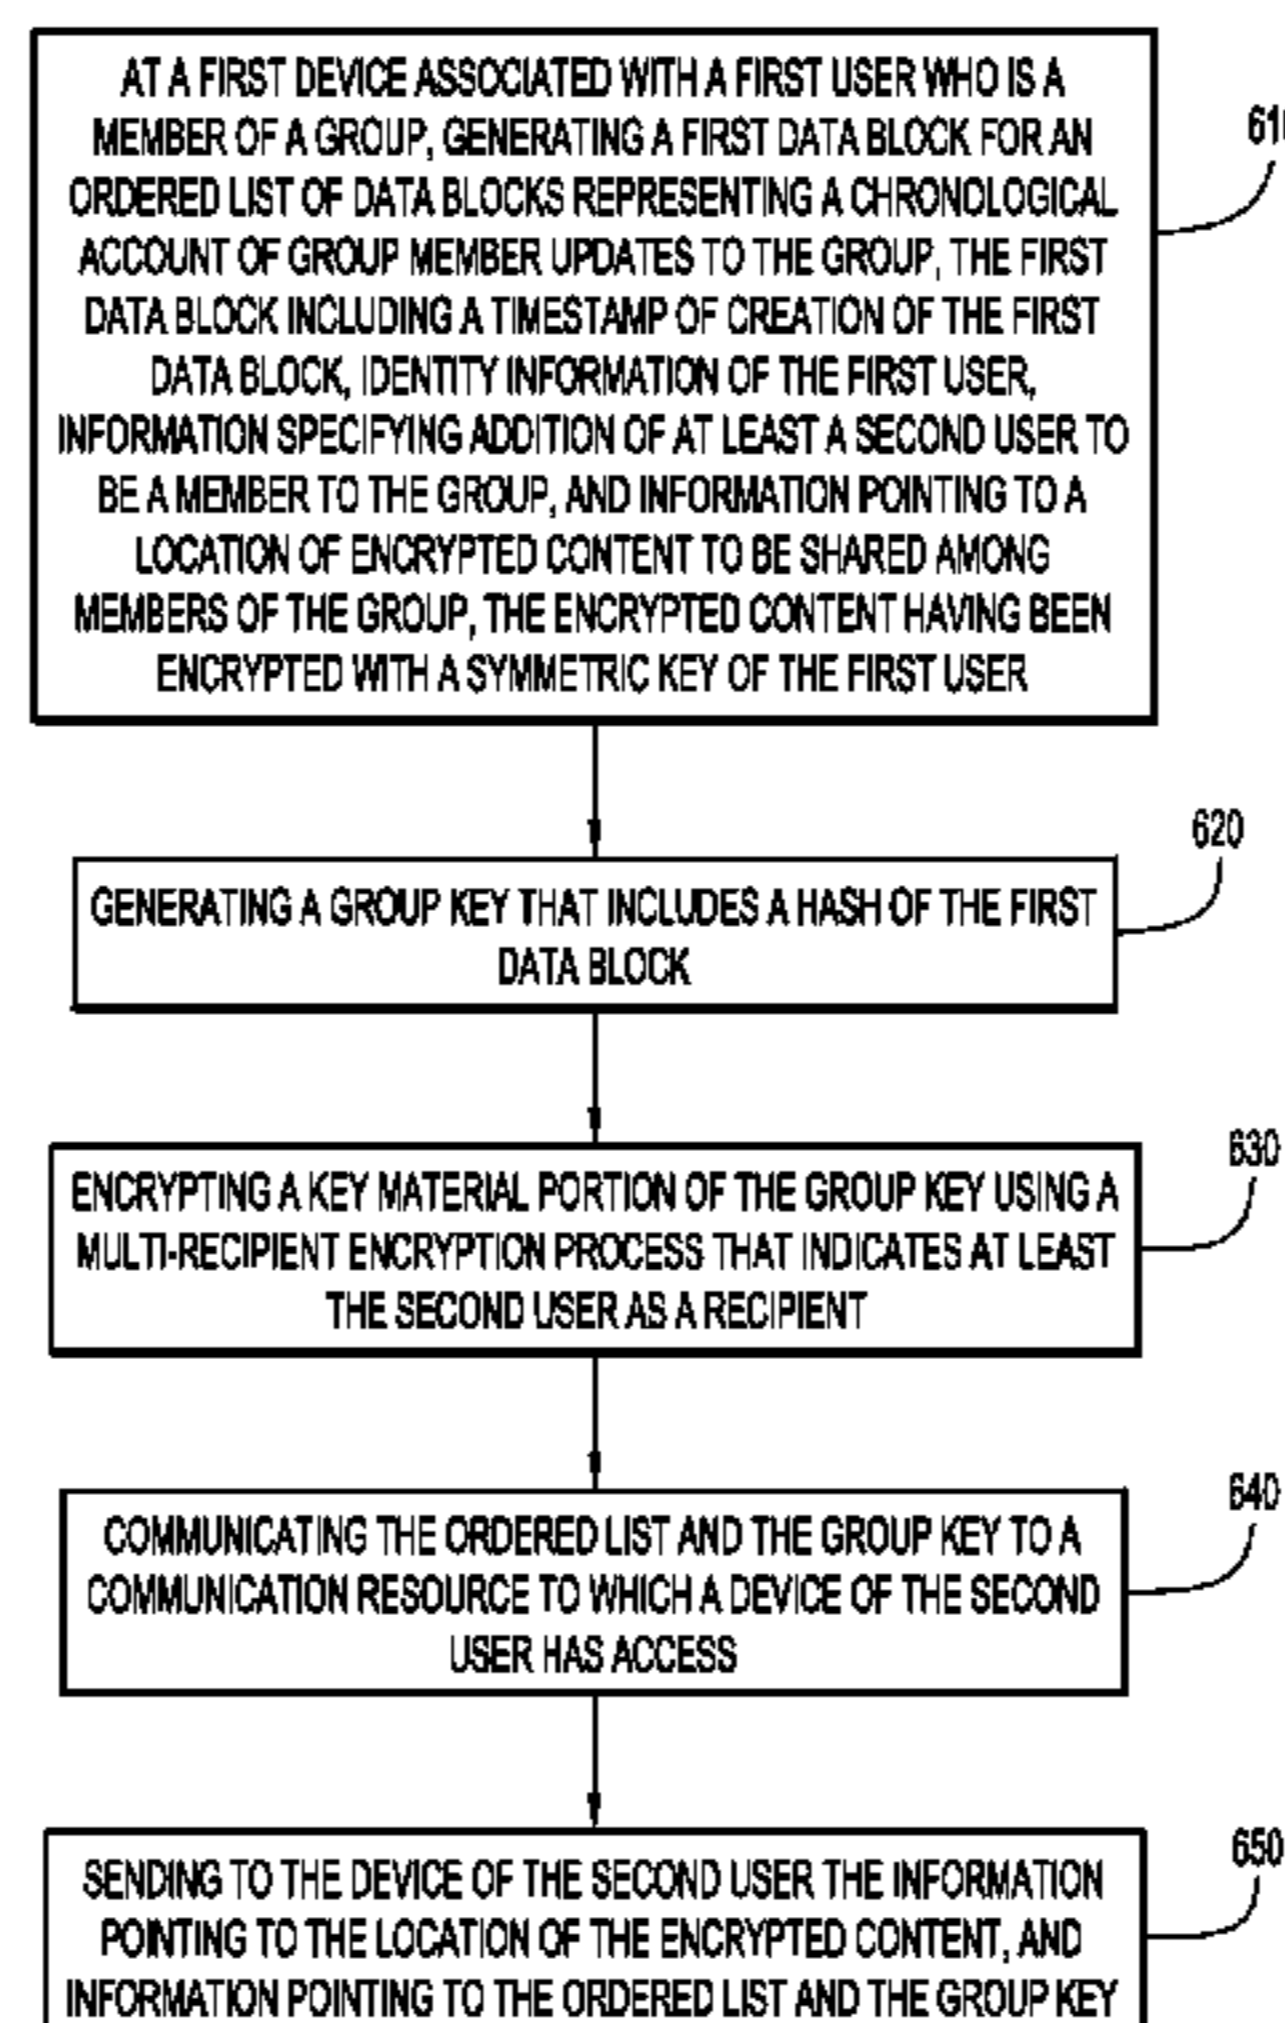 AT A FIRST DEVICE ASSOCIATED WITH A FIRST USER WHO IS A
MEMBER OF A GROUP, GENERATING A FIRST DATA BLOCK FOR AN
ORDERED LIST OF DATA BLOCKS REPRESENTING A CHRONOLOGICAL
ACCOUNT OF GROUP MEMBER UPDATES TO THE GROUP, THE FIRST
DATA BLOCK INCLUDING A TIMESTAMP OF CREATION OF THE FIRST
DATA BLOCK, IDENTITY INFORMATION OF THE FIRST USER,
INFORMATION SPECIFYING ADDITION OF AT LEAST A SECOND USER TO
BE A MEMBER TO THE GROUP, AND INFORMATION POINTING TO A
LOCATION OF ENCRYPTED CONTENT TO BE SHARED AMONG
MEMBERS OF THE GROUP, THE ENCRYPTED CONTENT HAVING BEEN
ENCRYPTED WITH A SYMMETRIC KEY OF THE FIRST USER
620
GENERATING A GROUP KEY THAT INCLUDES A HASH OF THE FIRST
DATA BLOCK
630
ENCRYPTING A KEY MATERIAL PORTION OF THE GROUP KEY USING A
MULTI-RECIPIENT ENCRYPTION PROCESS THAT INDICATES AT LEAST
THE SECOND USER AS A RECIPIENT
640
COMMUNICATING THE ORDERED LIST AND THE GROUP KEY TO A
COMMUNICATION RESOURCE TO WHICH A DEVICE OF THE SECOND
USER HAS ACCESS
650
SENDING TO THE DEVICE OF THE SECOND USER THE INFORMATION
POINTING TO THE LOCATION OF THE ENCRYPTED CONTENT, AND
INFORMATION POINTING TO THE ORDERED LIST AND THE GROUP KEY